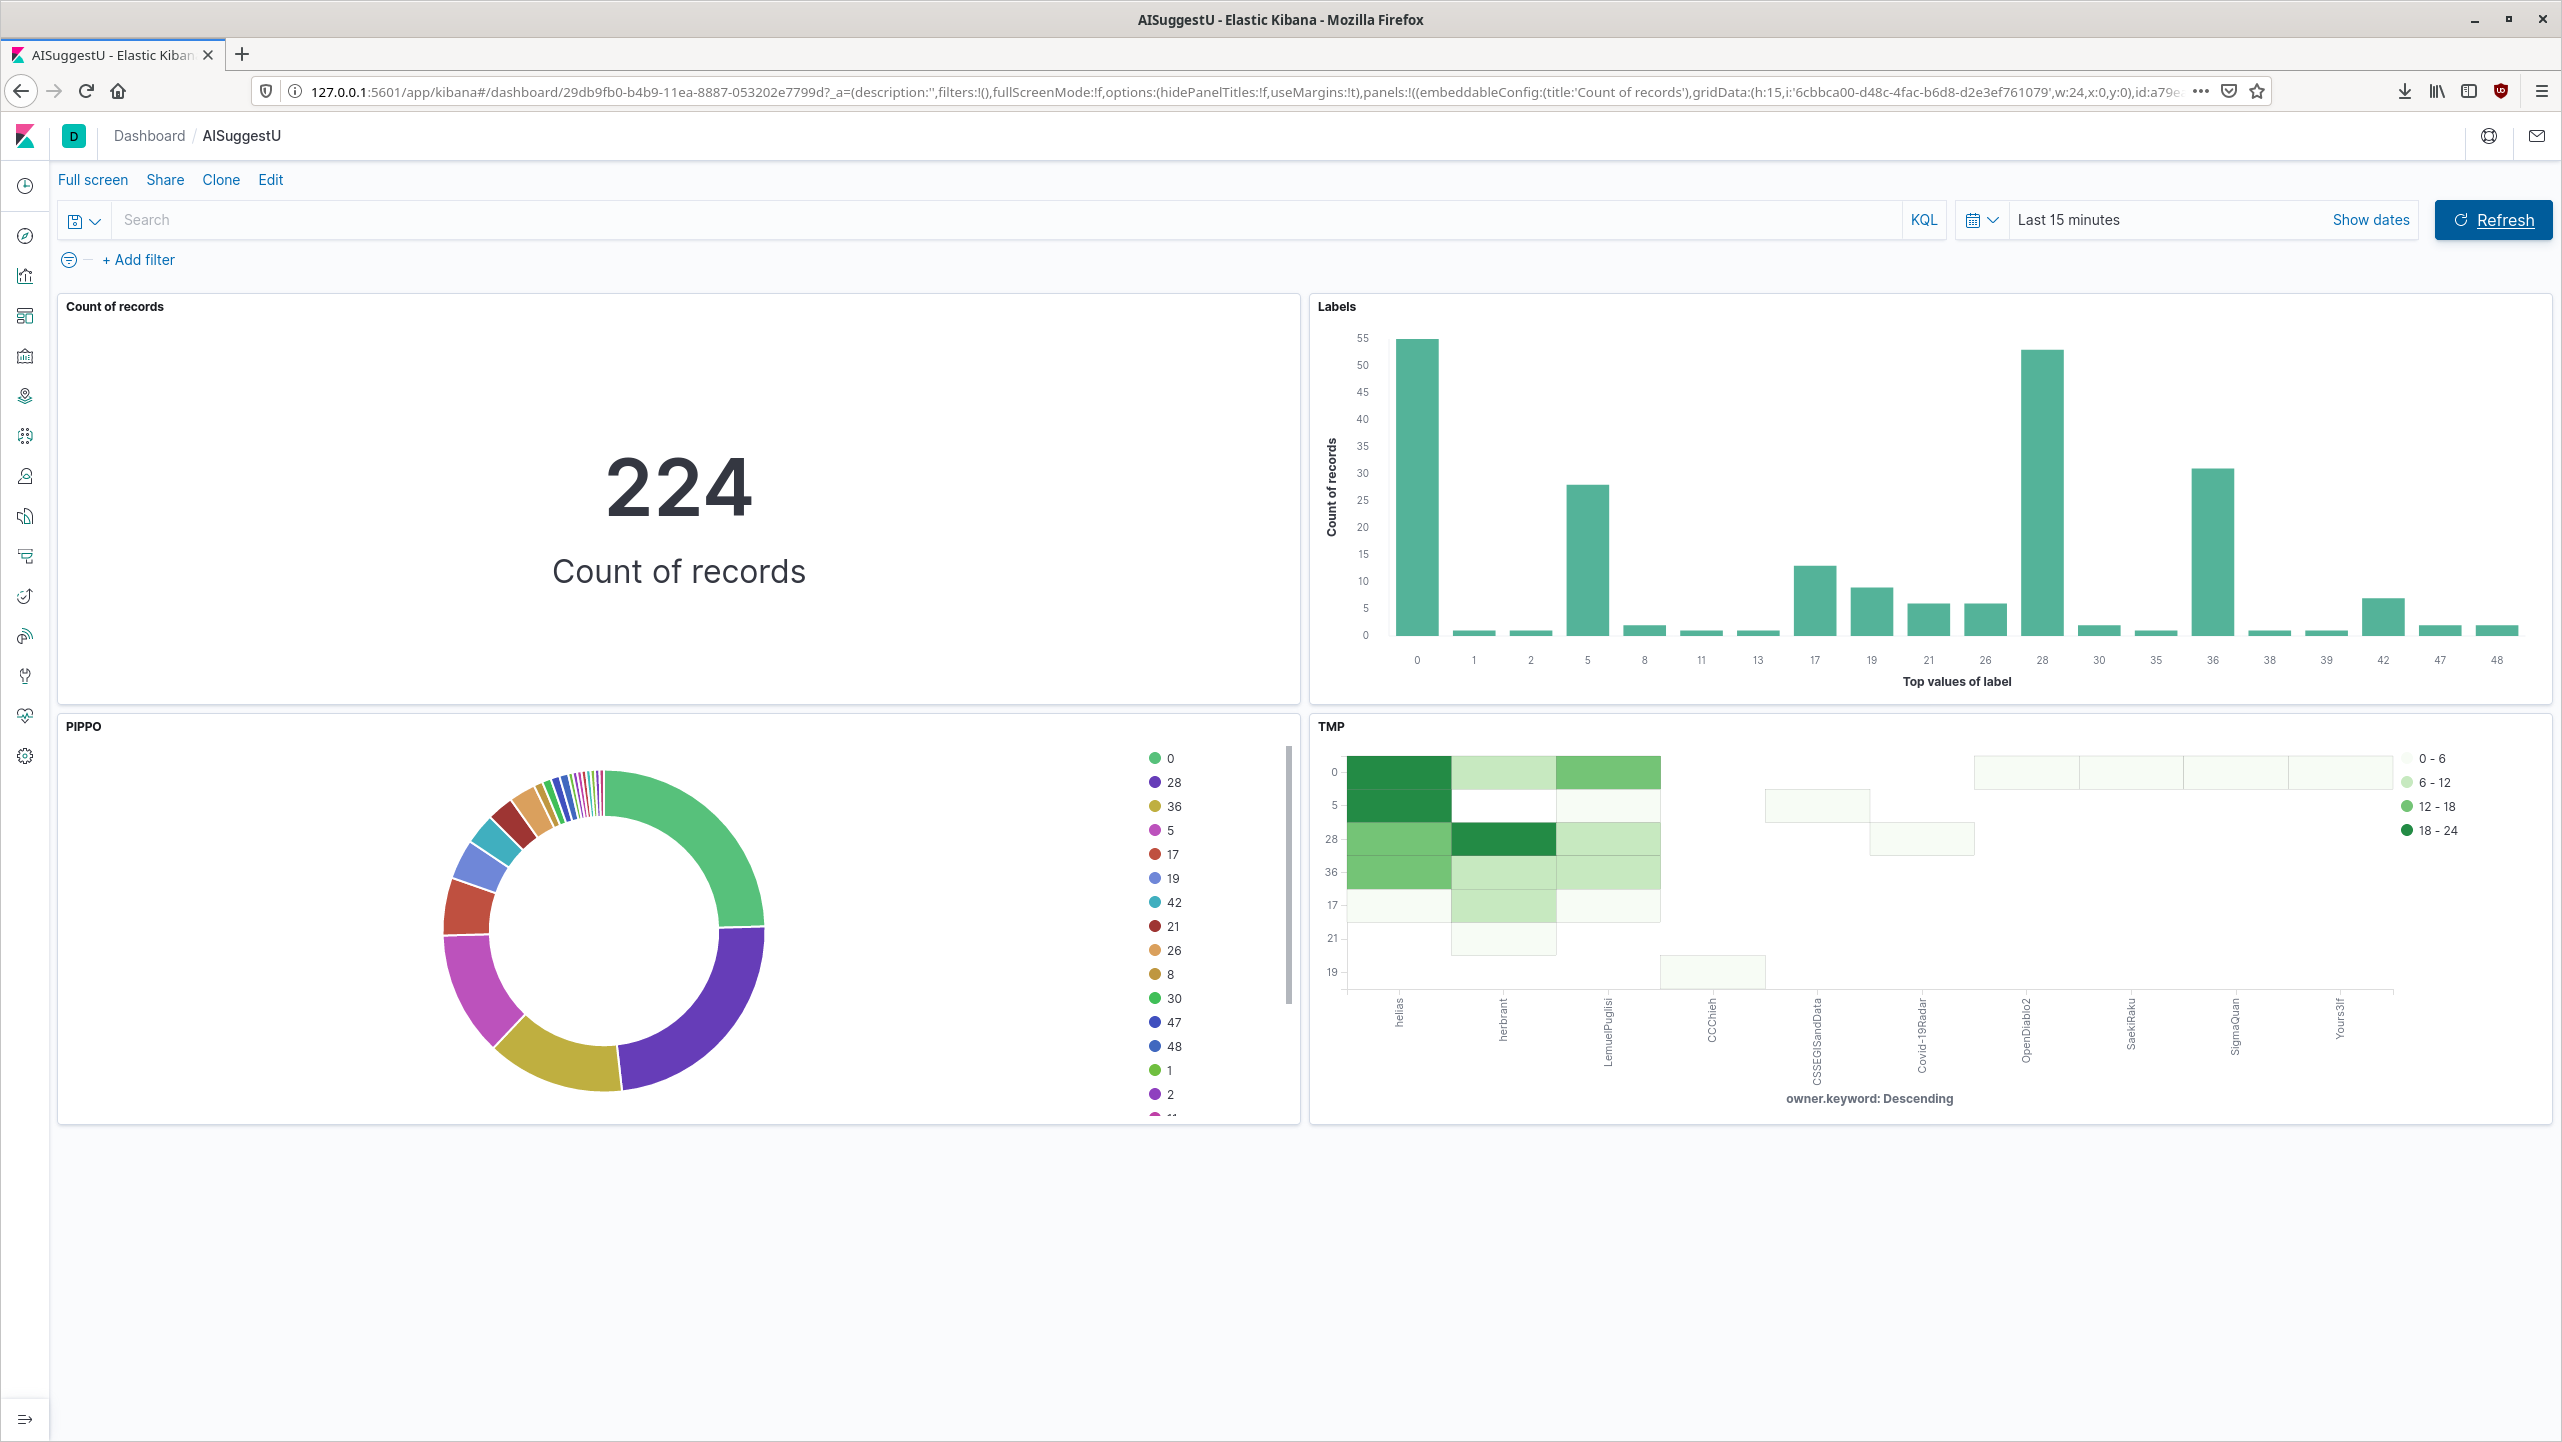 AISuggestU - Elastic Kibana - Mozilla Firefox
AISuggestU - Elastic Kiban
127.0.0.1:5601/app/kibana#/dashboard/29db9fb0-b4b9-11ea-8887-053202e7799d?_a=(description:'',filters:!(),fullScreenMode:!f,options:(hidePanelTitles:!f,useMargins:!t),panels:!((embeddableConfig:(title:'Count of records'),gridData:(h:15,i:'6cbbca00-d48c-4fac-b6d8-d2e3ef761079',w:24,x:0,y:0),id:a79e
D Dashboard / AISuggestU
Full screen Share Clone Edit
Search KQL Last 15 minutes Show dates Refresh
+ Add filter
Count of records
224
Count of records
Labels
55
50
45
40
35
30
25
20
15
10
5
0
Count of records
0 1 2 5 8 11 13 17 19 21 26 28 30 35 36 38 39 42 47 48
Top values of label
PIPPO
0
28
36
5
17
19
42
21
26
8
30
47
48
1
2
TMP
0
5
28
36
17
21
19
helias herbrant LemuelPuglisi CCChieh CSSEGISandData Covid-19Radar OpenDiablo2 SaekiRaku SigmaQuan Yours3lf
owner.keyword: Descending
0 - 6
6 - 12
12 - 18
18 - 24